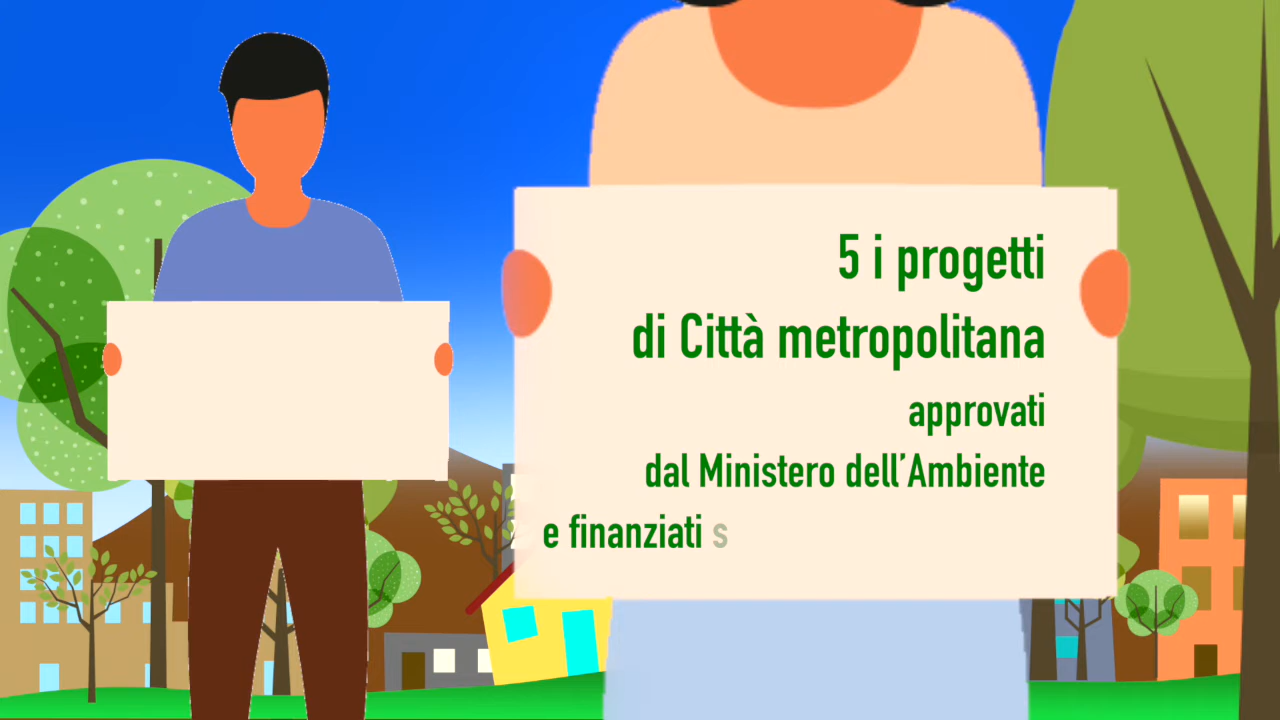 5 i progetti
di Città metropolitana
approvati
dal Ministero dell'Ambiente
e finanziati s